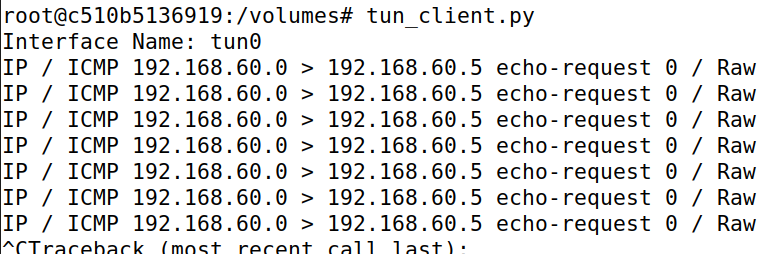 root@c510b5136919:/volumes# tun_client.py
Interface Name: tun0
IP / ICMP 192.168.60.0 > 192.168.60.5 echo-request 0 / Raw
IP / ICMP 192.168.60.0 > 192.168.60.5 echo-request 0 / Raw
IP / ICMP 192.168.60.0 > 192.168.60.5 echo-request 0 / Raw
IP / ICMP 192.168.60.0 > 192.168.60.5 echo-request 0 / Raw
IP / ICMP 192.168.60.0 > 192.168.60.5 echo-request 0 / Raw
IP / ICMP 192.168.60.0 > 192.168.60.5 echo-request 0 / Raw
IP / ICMP 192.168.60.0 > 192.168.60.5 echo-request 0 / Raw
^CTraceback (most recent call last):